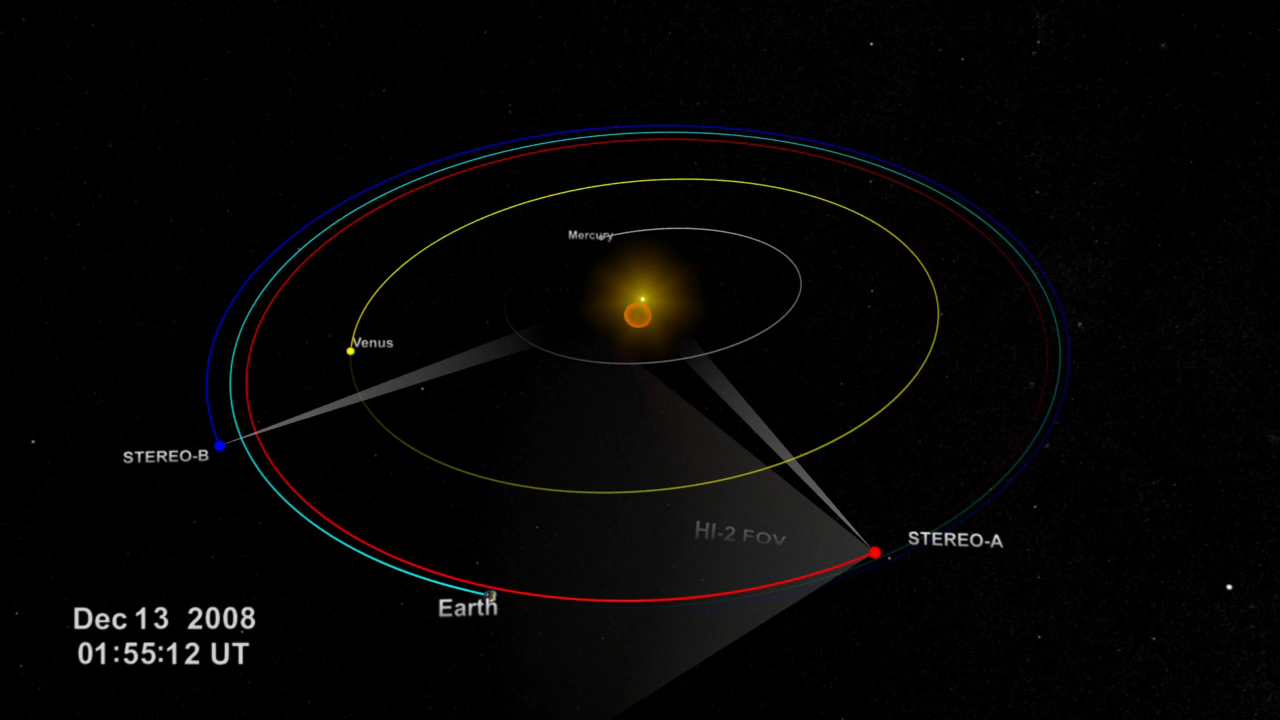 Mercury
Venus
STEREO-B
HI-2 FOV
STEREO-A
Earth
Dec 13 2008
01:55:12 UT